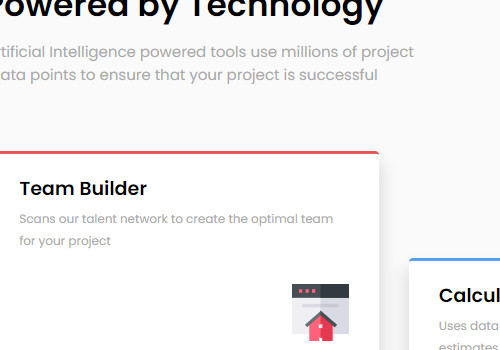 Powered by Technology
rtificial Intelligence powered tools use millions of project
ata points to ensure that your project is successful
Team Builder
Scans our talent network to create the optimal team
for your project
Calcul
Uses data
estimates